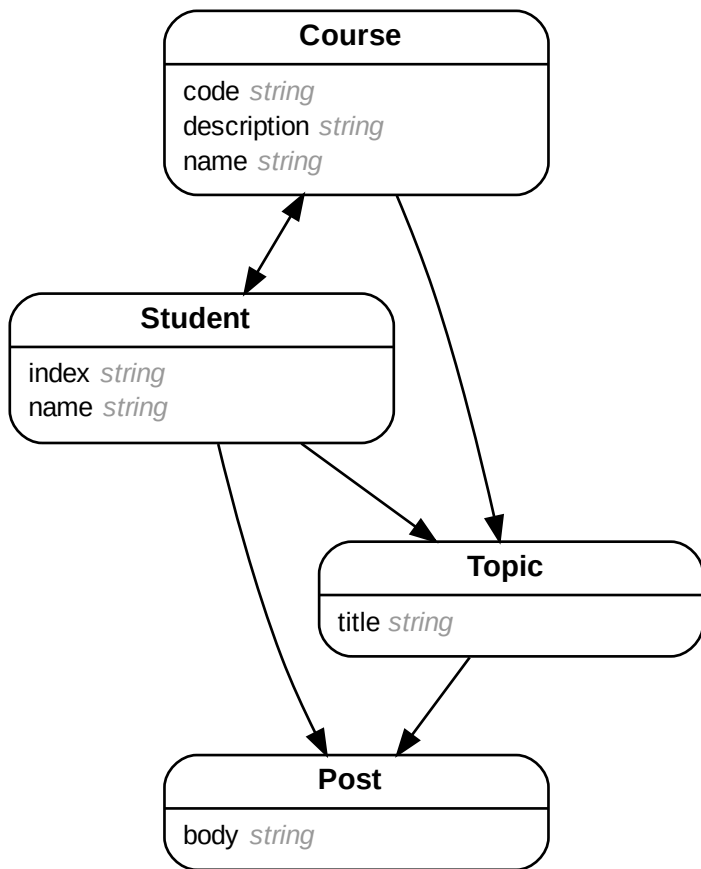 Course
code string
description string
name string
Student
index string
name string
Topic
title string
Post
body string